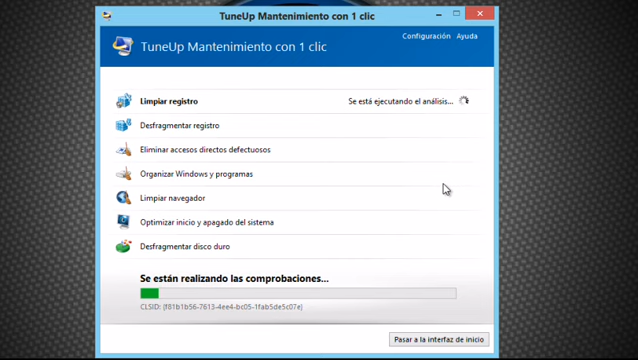 TuneUp Mantenimiento con 1 clic
Configuración Ayuda
TuneUp Mantenimiento con 1 clic
Limpiar registro Se está ejecutando el análisis...
Desfragmentar registro
Eliminar accesos directos defectuosos
Organizar Windows y programas
Limpiar navegador
Optimizar inicio y apagado del sistema
Desfragmentar disco duro
Se están realizando las comprobaciones...
CLSID: {f81b1b56-7613-4ee4-bc05-1fab5de5c07e}
Pasar a la interfaz de inicio